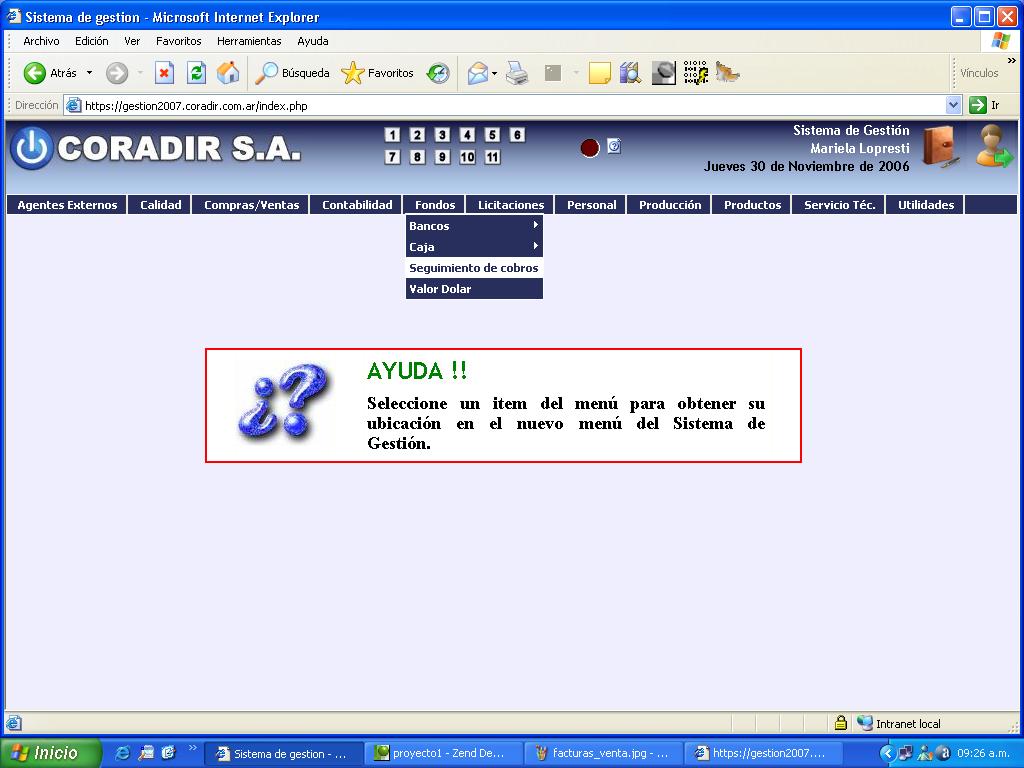 Sistema de gestion - Microsoft Internet Explorer
Archivo Edición Ver Favoritos Herramientas Ayuda
Atrás Búsqueda Favoritos Vínculos »
Dirección https://gestion2007.coradir.com.ar/index.php Ir
CORADIR S.A.
1 2 3 4 5 6
7 8 9 10 11
Sistema de Gestión
Mariela Lopresti
Jueves 30 de Noviembre de 2006
Agentes Externos Calidad Compras/Ventas Contabilidad Fondos Licitaciones Personal Producción Productos Servicio Téc. Utilidades
Bancos
Caja
Seguimiento de cobros
Valor Dolar
¿?
AYUDA !!
Seleccione un item del menú para obtener su
ubicación en el nuevo menú del Sistema de
Gestión.
Intranet local
Inicio » Sistema de gestion - ... proyecto1 - Zend De... facturas_venta.jpg - ... https://gestion2007.... 09:26 a.m.